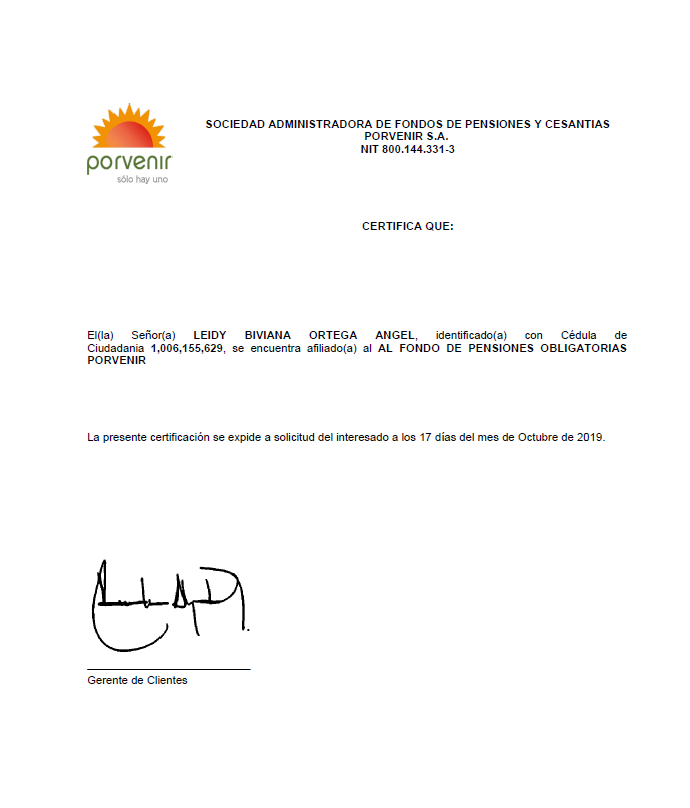 SOCIEDAD ADMINISTRADORA DE FONDOS DE PENSIONES Y CESANTIAS
PORVENIR S.A.
NIT 800.144.331-3
porvenir
sólo hay uno
CERTIFICA QUE:
El(la) Señor(a) LEIDY BIVIANA ORTEGA ANGEL, identificado(a) con Cédula de
Ciudadania 1,006,155,629, se encuentra afiliado(a) al AL FONDO DE PENSIONES OBLIGATORIAS
PORVENIR
La presente certificación se expide a solicitud del interesado a los 17 días del mes de Octubre de 2019.
Gerente de Clientes